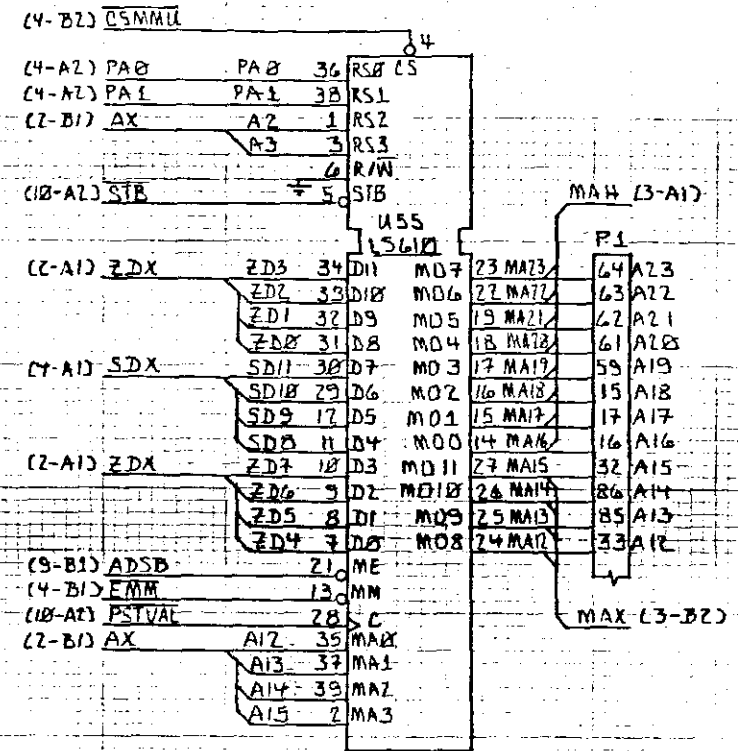 (4-B2) CSMMU
4
(4-A2) PA0 PA0 36 RS0 CS
(4-A2) PA1 PA1 38 RS1
(2-B1) AX A2 1 RS2
A3 3 RS3
6 R/W
(10-A2) STB 5 STB
MAH (3-A1)
U55
LS610
P1
(2-A1) ZDX ZD3 34 D11 MO7 23 MA23 64 A23
ZD2 33 D10 MO6 22 MA22 63 A22
ZD1 32 D9 MO5 19 MA21 62 A21
ZD0 31 D8 MO4 18 MA20 61 A20
(4-A1) SDX SD11 30 D7 MO3 17 MA19 59 A19
SD10 29 D6 MO2 16 MA18 15 A18
SD9 12 D5 MO1 15 MA17 17 A17
SD8 11 D4 MO0 14 MA16 16 A16
(2-A1) ZDX ZD7 10 D3 MO11 27 MA15 32 A15
ZD6 9 D2 MO10 26 MA14 86 A14
ZD5 8 D1 MO9 25 MA13 85 A13
ZD4 7 D0 MO8 24 MA12 33 A12
(9-B1) ADSB 21 ME
(4-B1) EMM 13 MM
(10-A2) PSTVAL 28 C
(2-B1) AX A12 35 MA0
MAX (3-B2)
A13 37 MA1
A14 39 MA2
A15 2 MA3